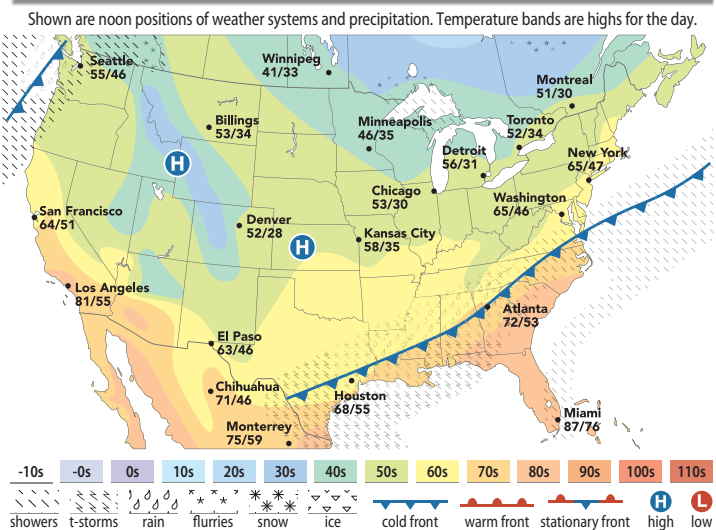 Shown are noon positions of weather systems and precipitation. Temperature bands are highs for the day.
Seattle
55/46
Winnipeg
41/33
Montreal
51/30
Billings
53/34
Minneapolis
46/35
Toronto
52/34
Detroit
56/31
New York
65/47
H
Chicago
53/30
Washington
65/46
San Francisco
64/51
Denver
52/28
H
Kansas City
58/35
Los Angeles
81/55
Atlanta
72/53
El Paso
63/46
Chihuahua
71/46
Houston
68/55
Monterrey
75/59
Miami
87/76
-10s -0s 0s 10s 20s 30s 40s 50s 60s 70s 80s 90s 100s 110s
H L
showers t-storms rain flurries snow ice cold front warm front stationary front high low